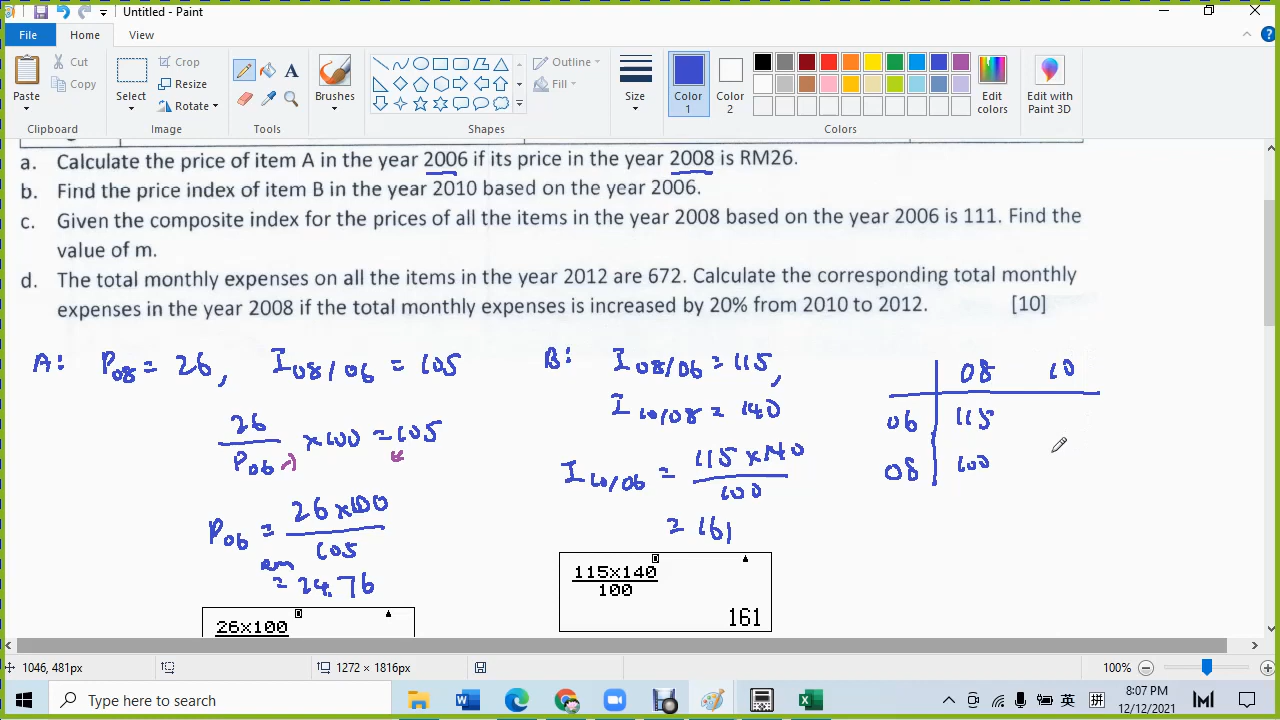 Untitled - Paint
File Home View
Cut
Copy
Paste
Clipboard
Select
Crop
Resize
Rotate
Image
Tools
Brushes
Outline
Fill
Shapes
Size
Color 1
Color 2
Colors
Edit colors
Edit with Paint 3D
a. Calculate the price of item A in the year 2006 if its price in the year 2008 is RM26.
b. Find the price index of item B in the year 2010 based on the year 2006.
c. Given the composite index for the prices of all the items in the year 2008 based on the year 2006 is 111. Find the
value of m.
d. The total monthly expenses on all the items in the year 2012 are 672. Calculate the corresponding total monthly
expenses in the year 2008 if the total monthly expenses is increased by 20% from 2010 to 2012. [10]
A: P08 = 26, I08/06 = 105
26/P06 × 100 = 105
P06 = 26×100/105
RM
= 24.76
26×100
B: I08/06 = 115,
I10/08 = 140
I10/06 = 115 × 140/100
= 161
115×140
100
161
08 10
06 115
08 100
1046, 481px
1272 × 1816px
100%
Type here to search
英
拼
8:07 PM
12/12/2021